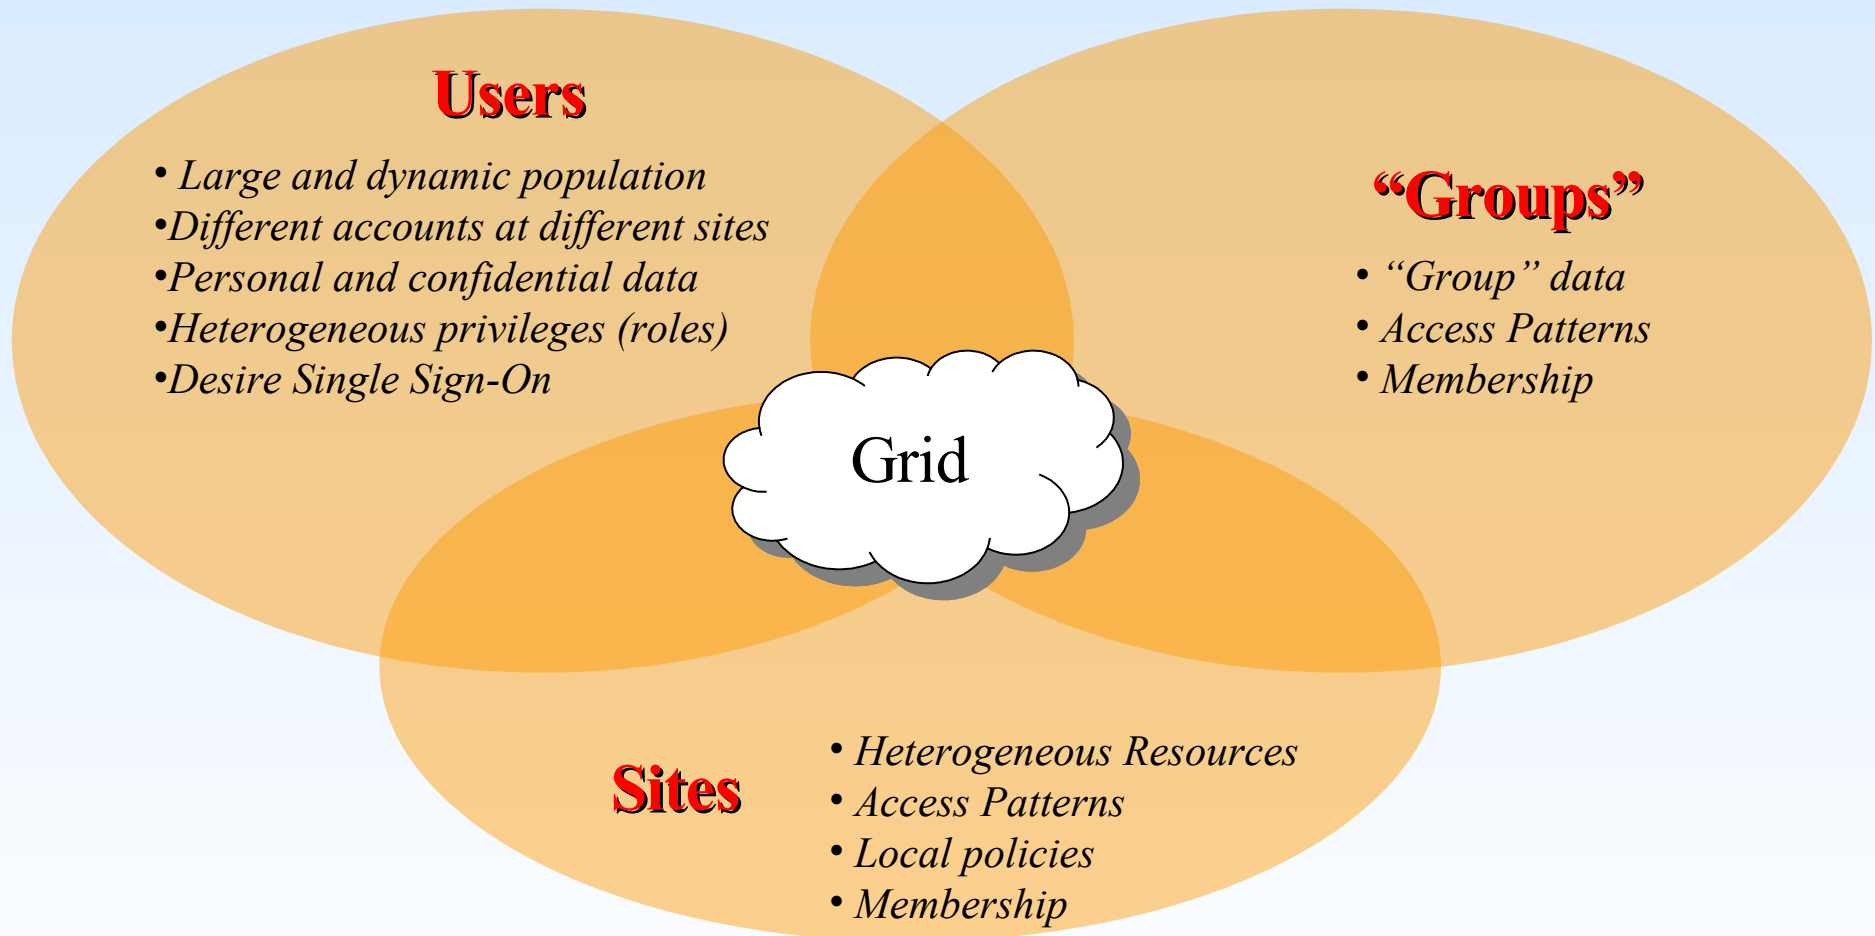 Users
• Large and dynamic population
•Different accounts at different sites
•Personal and confidential data
•Heterogeneous privileges (roles)
•Desire Single Sign-On
“Groups”
• “Group” data
• Access Patterns
• Membership
Grid
Sites
• Heterogeneous Resources
• Access Patterns
• Local policies
• Membership